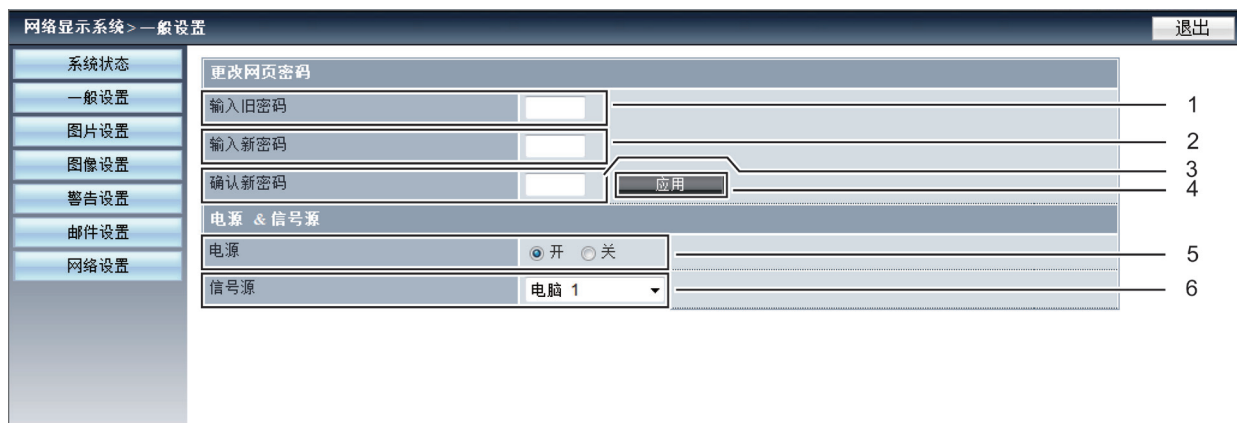 网络显示系统>一般设置
退出
系统状态
一般设置
图片设置
图像设置
警告设置
邮件设置
网络设置
更改网页密码
输入旧密码
1
输入新密码
2
确认新密码
应用
3
4
电源 &信号源
电源
开 关
5
信号源
电脑 1
6